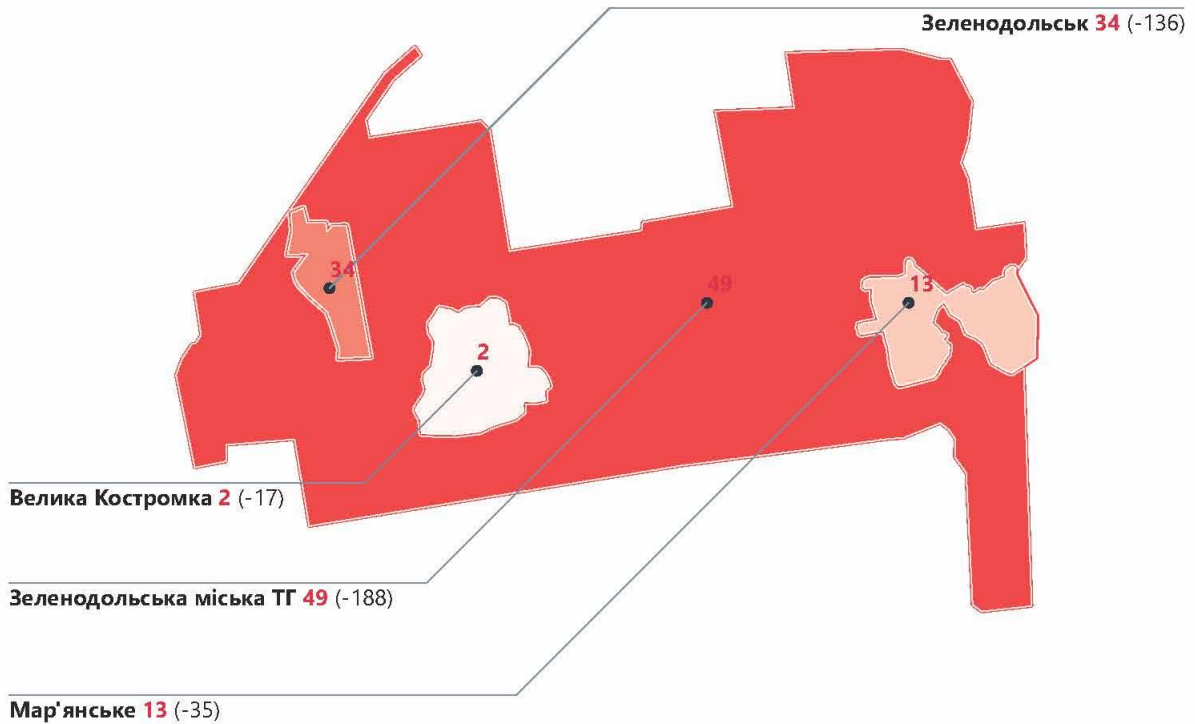 Зеленодольськ 34 (-136)
34
49
13
2
Велика Костромка 2 (-17)
Зеленодольська міська ТГ 49 (-188)
Мар'янське 13 (-35)